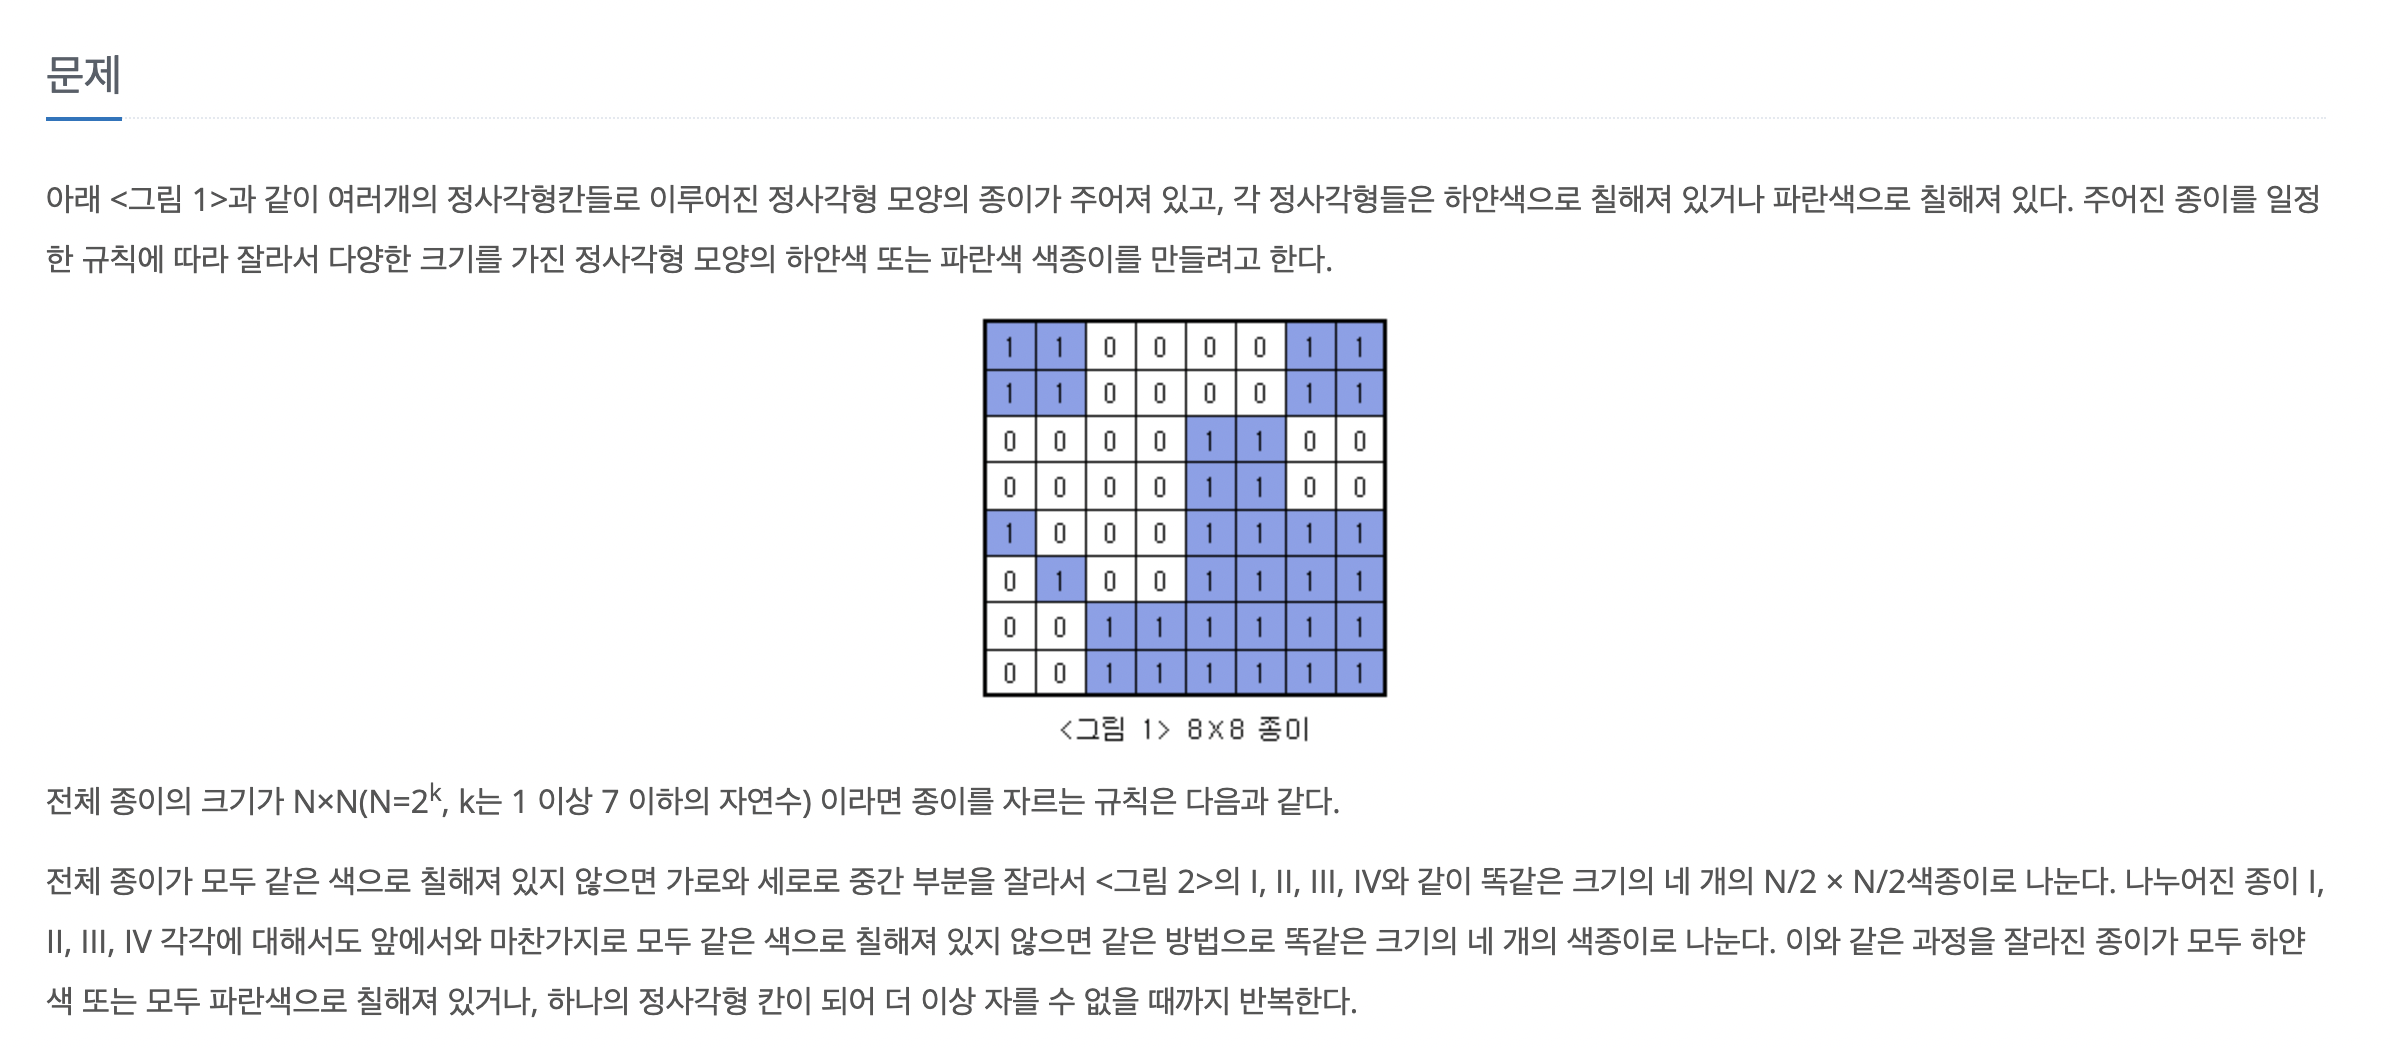 문제
아래 <그림 1>과 같이 여러개의 정사각형칸들로 이루어진 정사각형 모양의 종이가 주어져 있고, 각 정사각형들은 하얀색으로 칠해져 있거나 파란색으로 칠해져 있다. 주어진 종이를 일정
한 규칙에 따라 잘라서 다양한 크기를 가진 정사각형 모양의 하얀색 또는 파란색 색종이를 만들려고 한다.
1 1 0 0 0 0 1 1
1 1 0 0 0 0 1 1
0 0 0 0 1 1 0 0
0 0 0 0 1 1 0 0
1 0 0 0 1 1 1 1
0 1 0 0 1 1 1 1
0 0 1 1 1 1 1 1
0 0 1 1 1 1 1 1
<그림 1> 8X8 종이
전체 종이의 크기가 N×N(N=2^k, k는 1 이상 7 이하의 자연수) 이라면 종이를 자르는 규칙은 다음과 같다.
전체 종이가 모두 같은 색으로 칠해져 있지 않으면 가로와 세로로 중간 부분을 잘라서 <그림 2>의 I, II, III, IV와 같이 똑같은 크기의 네 개의 N/2 × N/2색종이로 나눈다. 나누어진 종이 I,
II, III, IV 각각에 대해서도 앞에서와 마찬가지로 모두 같은 색으로 칠해져 있지 않으면 같은 방법으로 똑같은 크기의 네 개의 색종이로 나눈다. 이와 같은 과정을 잘라진 종이가 모두 하얀
색 또는 모두 파란색으로 칠해져 있거나, 하나의 정사각형 칸이 되어 더 이상 자를 수 없을 때까지 반복한다.